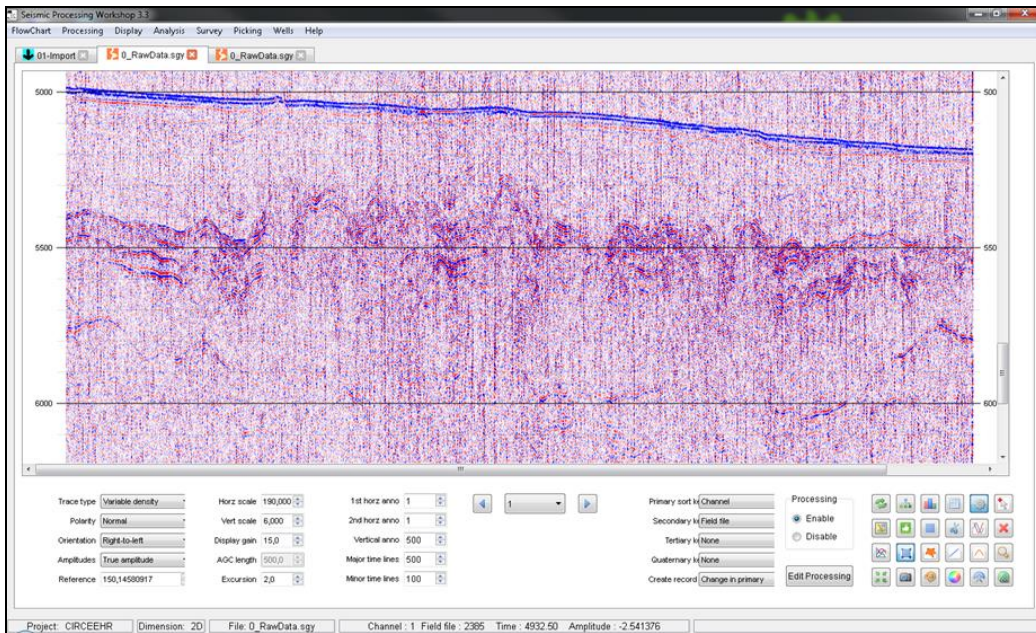 Seismic Processing Workshop 3.3
FlowChart Processing Display Analysis Survey Picking Wells Help
01-Import 0_RawData.sgy 0_RawData.sgy
5000 500
5500 550
6000 600
Trace type Variable density Horz scale 190,000 1st horz anno 1 1 Primary sort ke Channel Processing
Polarity Normal Vert scale 6,000 2nd horz anno 1 Secondary ke Field file Enable
Orientation Right-to-left Display gain 15,0 Vertical anno 500 Tertiary ke None Disable
Amplitudes True amplitude AGC length 500,0 Major time lines 500 Quaternary ke None
Reference 150,14580917 Excursion 2,0 Minor time lines 100 Create record Change in primary Edit Processing
Project: CIRCEEHR Dimension: 2D File: 0_RawData.sgy Channel : 1 Field file : 2385 Time : 4932.50 Amplitude : -2.541376